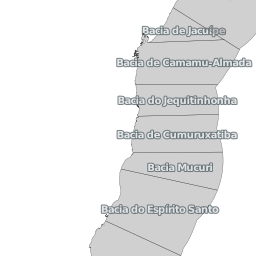 Bacia de Jacuípe
Bacia de Camamu-Almada
Bacia do Jequitinhonha
Bacia de Cumuruxatiba
Bacia Mucuri
Bacia do Espírito Santo